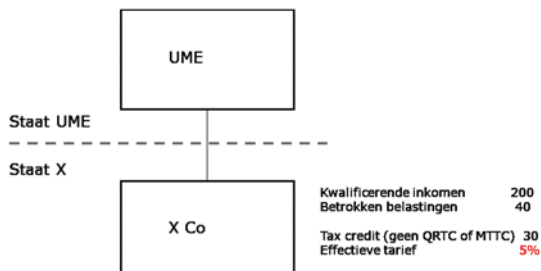 UME
Staat UME
Staat X
X Co
Kwalificerende inkomen 200
Betrokken belastingen 40
Tax credit (geen QRTC of MTTC) 30
Effectieve tarief 5%